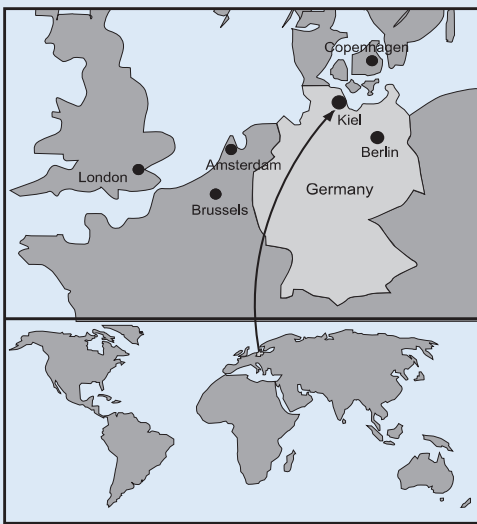 Copenhagen
Kiel
Berlin
Amsterdam
London
Germany
Brussels